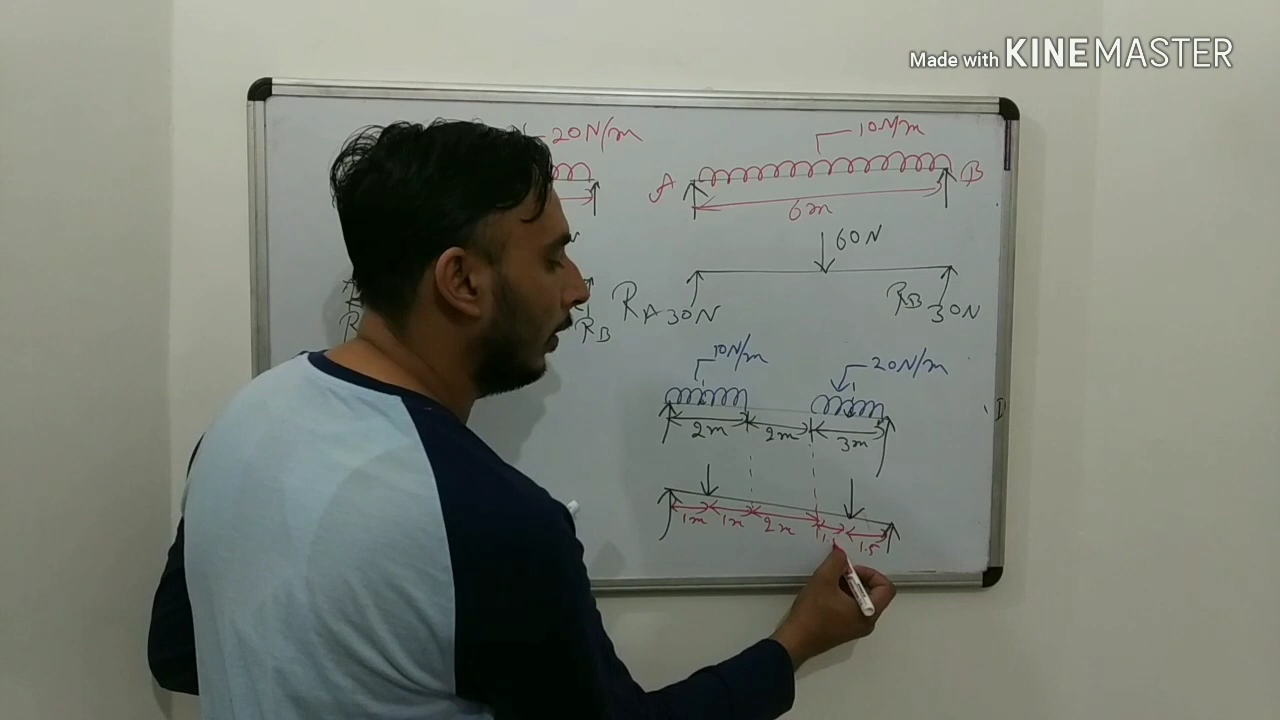 Made with KINEMASTER
20N/m
10N/m
A
B
6m
60N
RA 30N
RB 30N
RB
10N/m
20N/m
2m
2m
3m
1m
1m
2m
1.5